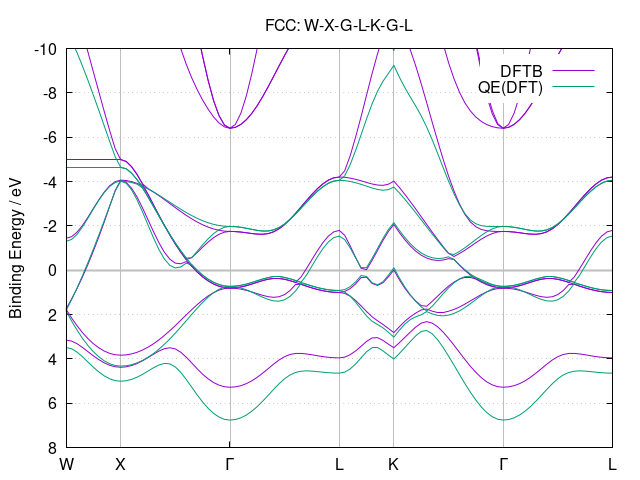 FCC: W-X-G-L-K-G-L
DFTB
QE(DFT)
Binding Energy / eV
-10
-8
-6
-4
-2
0
2
4
6
8
W X Γ L K Γ L